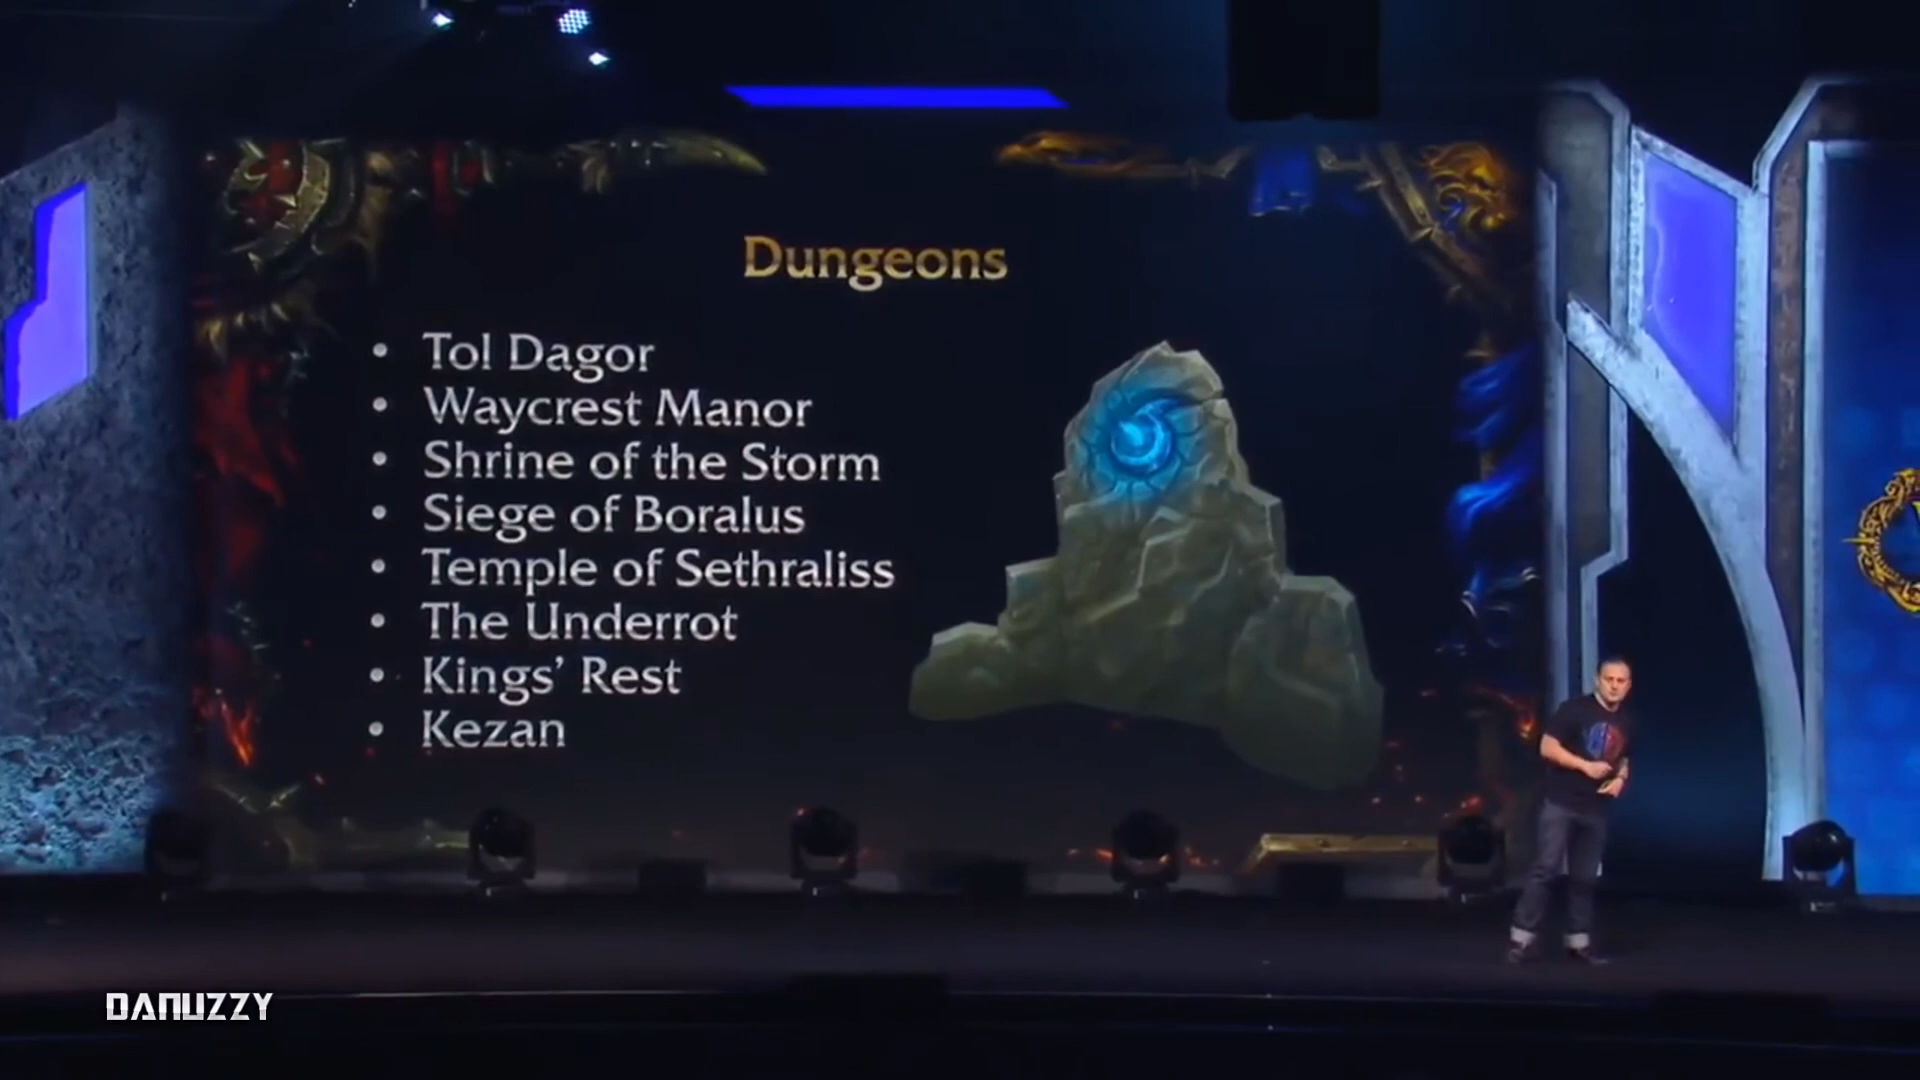 Dungeons
• Tol Dagor
• Waycrest Manor
• Shrine of the Storm
• Siege of Boralus
• Temple of Sethraliss
• The Underrot
• Kings’ Rest
• Kezan
DANUZZY